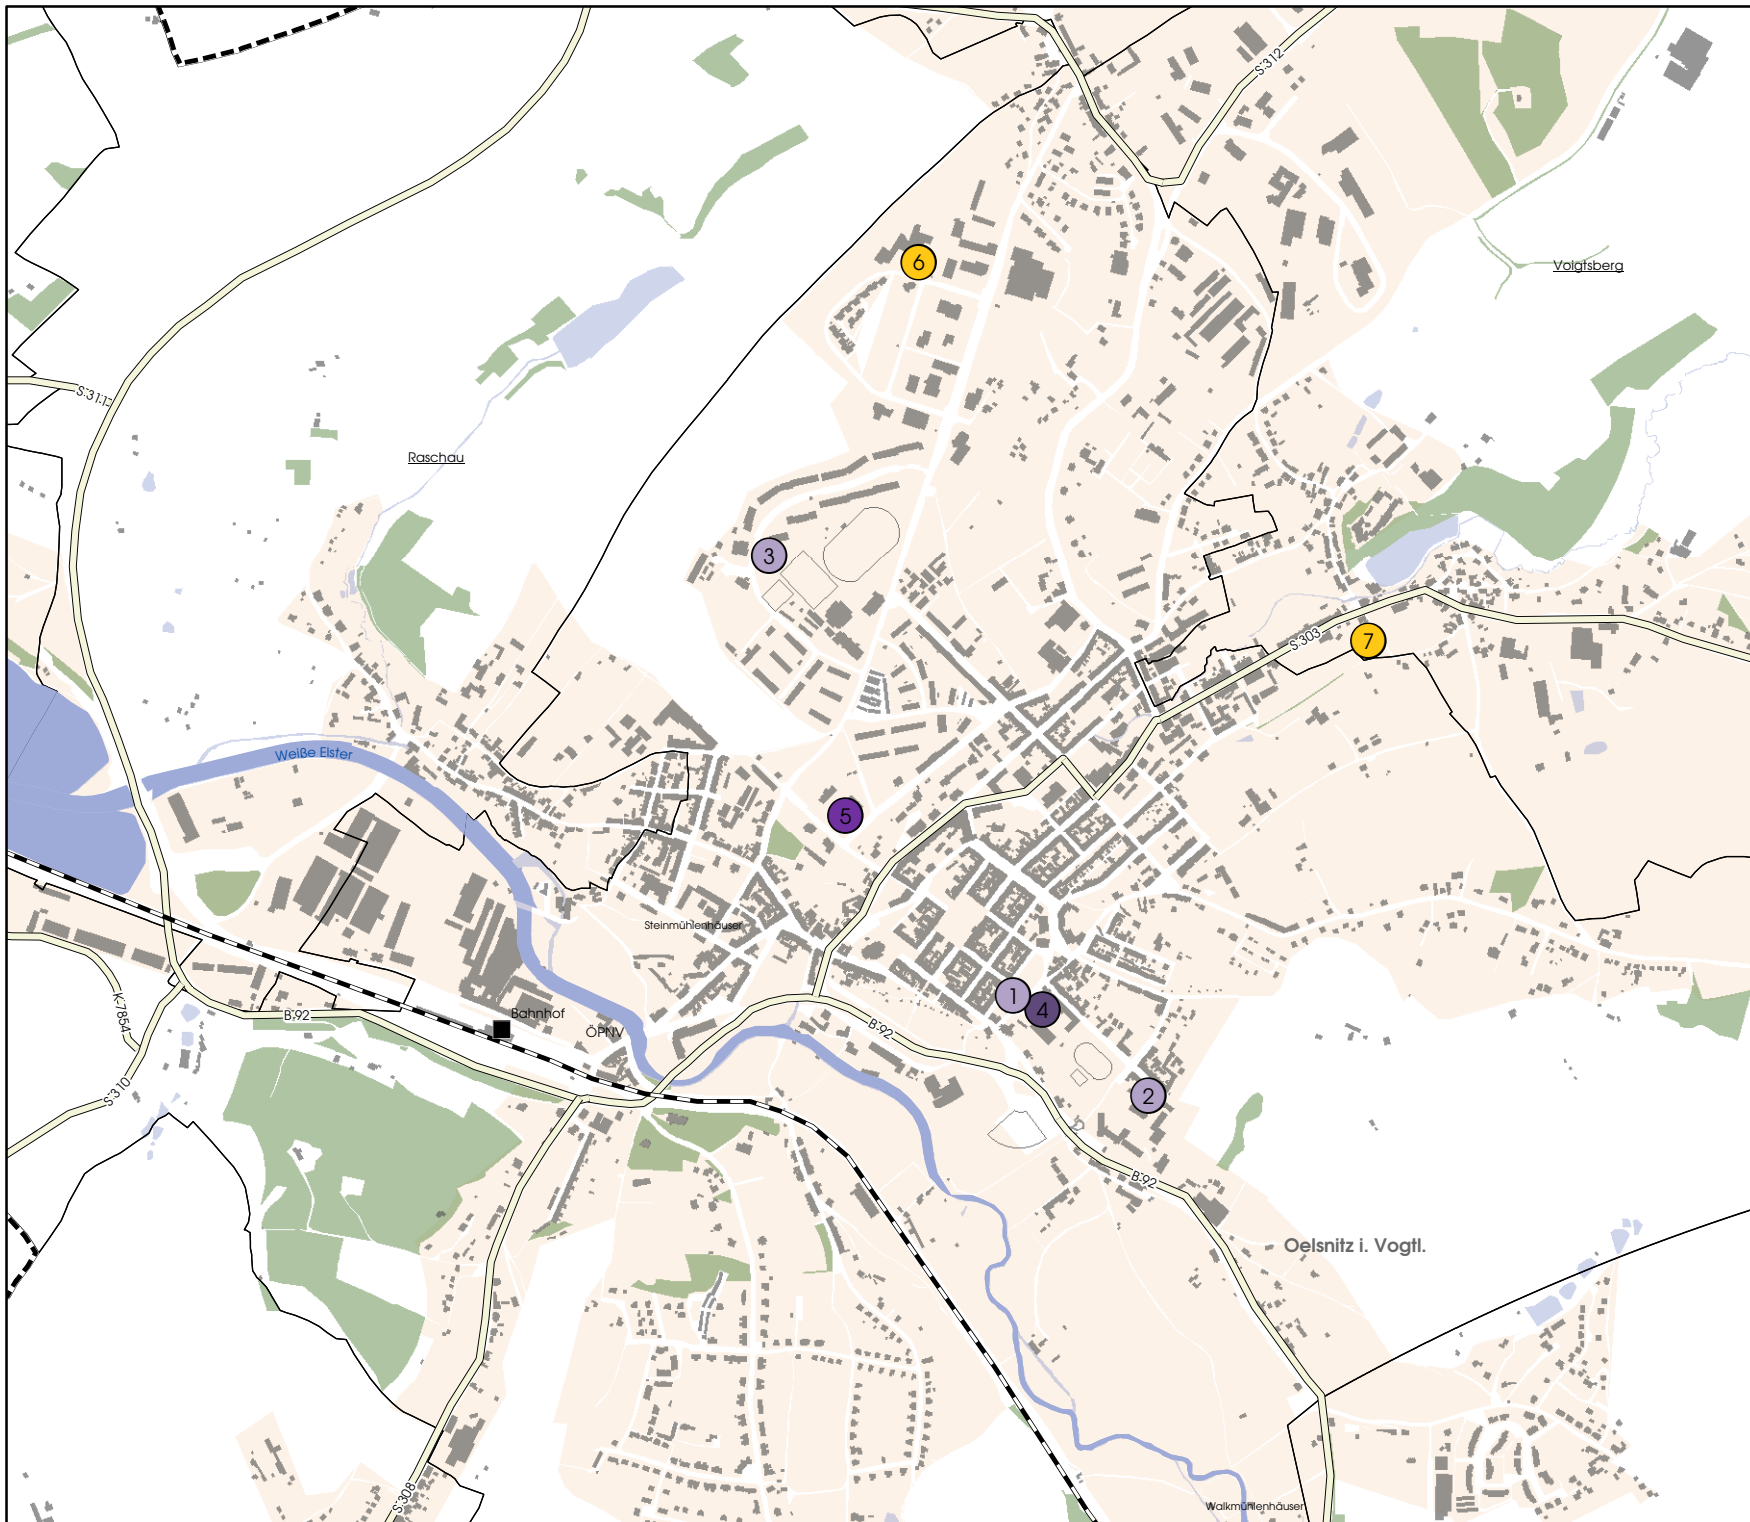 S 312
6
Voigtsberg
S 311
Raschau
3
S 303
7
Weiße Elster
5
Steinmühlenhäuser
1
4
K 7854
B 92
Bahnhof
ÖPNV
B 92
S 310
2
B 92
Oelsnitz i. Vogtl.
S 308
Walkmühlenhäuser